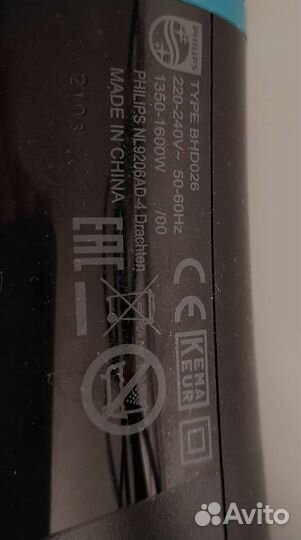 PHILIPS
TYPE BHD026
220-240V~ 50-60Hz
1350-1600W /00
PHILIPS NL9206AD-4 Drachten
MADE IN CHINA
2103
EAC
CE
KEMA
KEUR
Avito